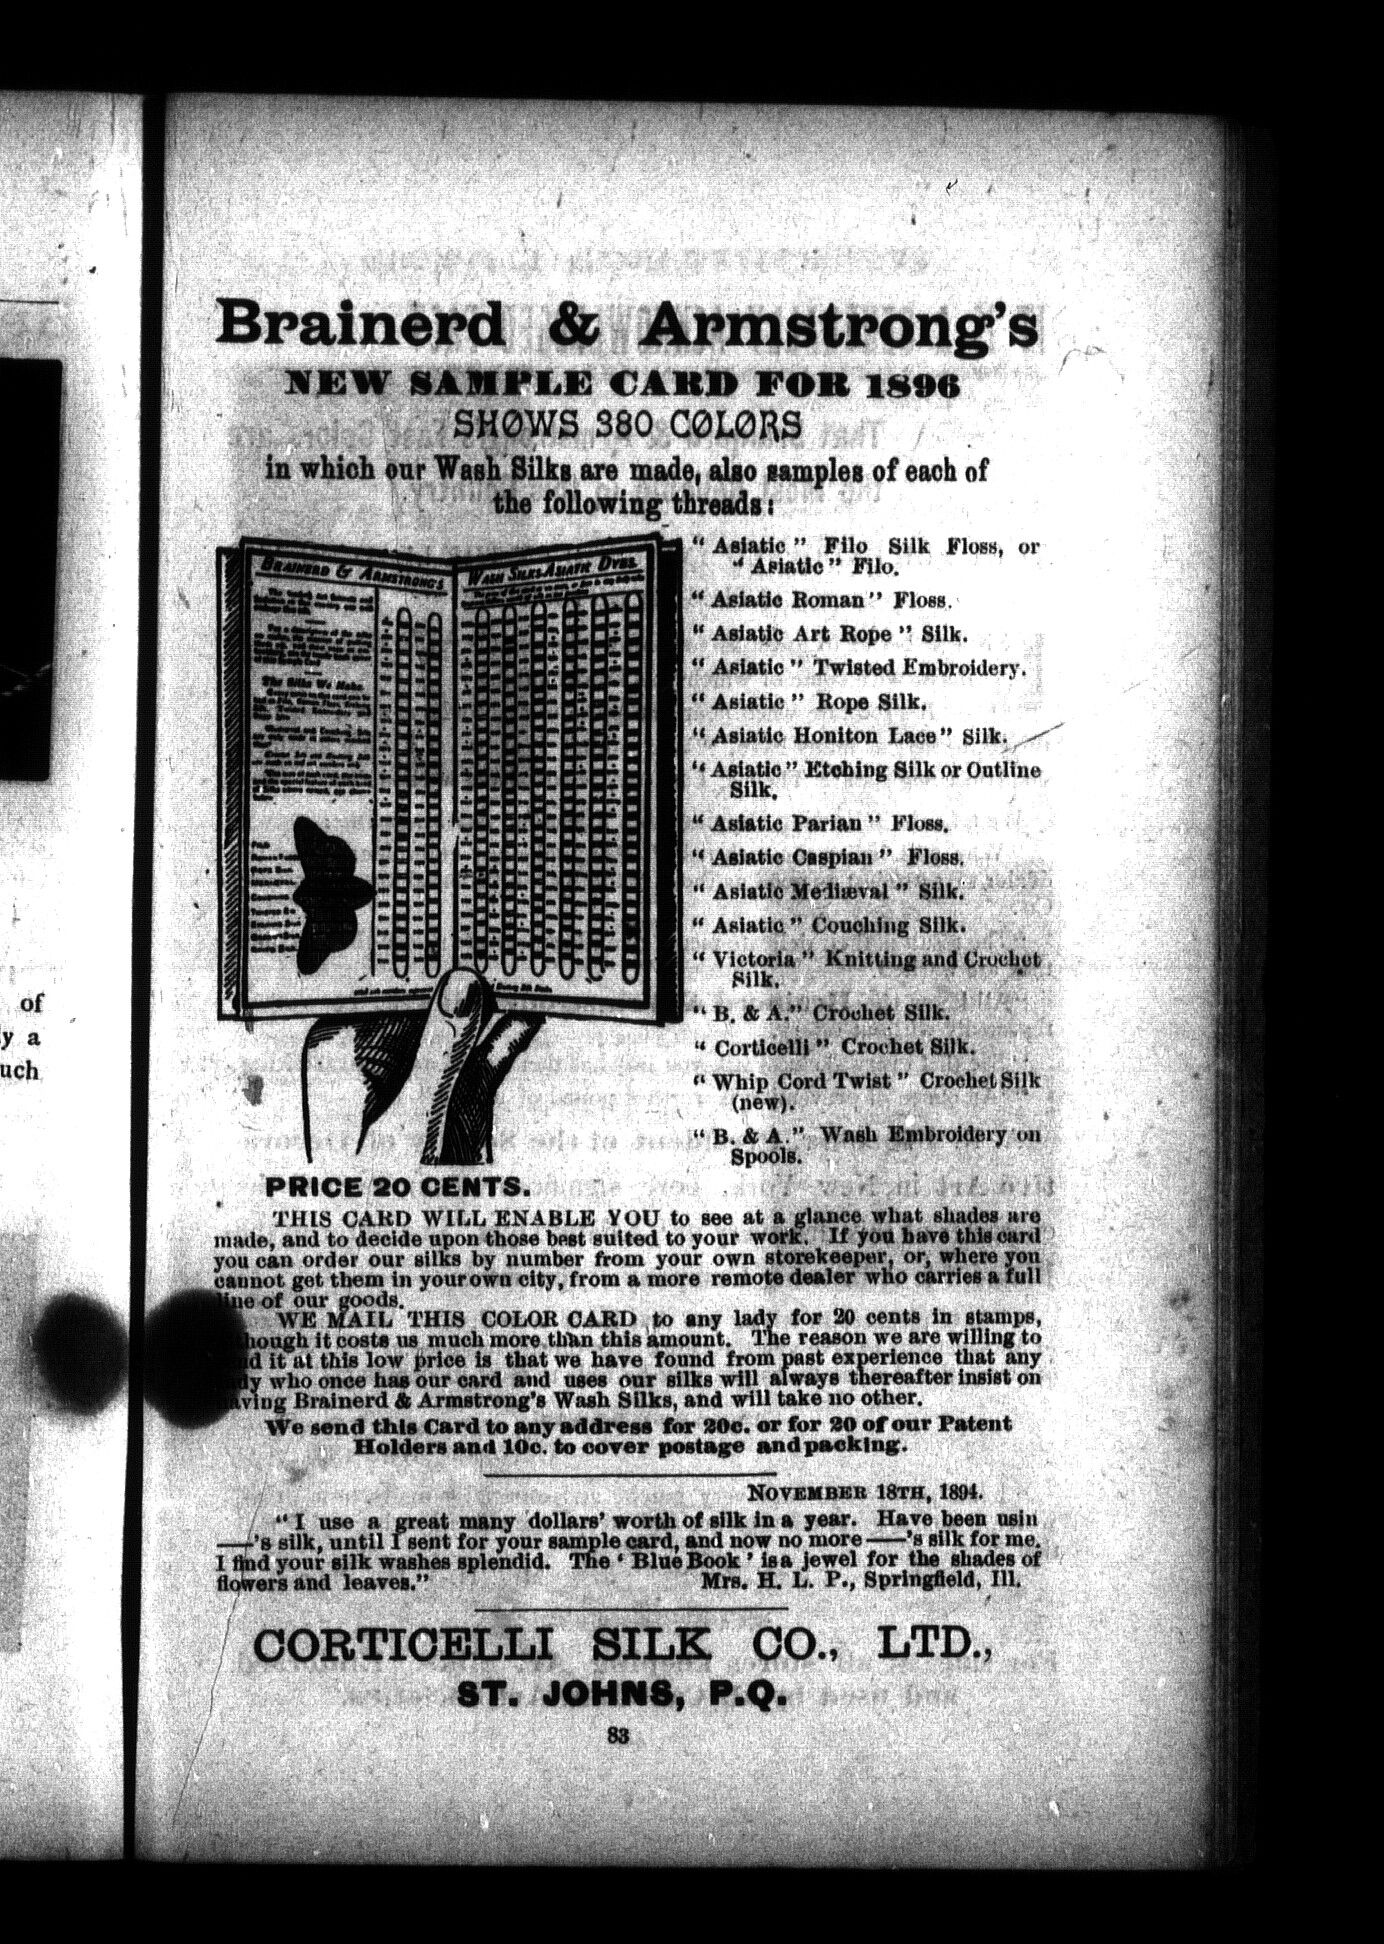 Brainerd & Armstrong's
NEW SAMPLE CARD FOR 1896
SHOWS 380 COLORS
in which our Wash Silks are made, also samples of each of
the following threads:
BRAINERD & ARMSTRONG'S
WASH SILKS ASIATIC DYES.
The Silks We Make.
" Asiatic " Filo Silk Floss, or
" Asiatic " Filo.
" Asiatic Roman " Floss.
" Asiatic Art Rope " Silk.
" Asiatic " Twisted Embroidery.
" Asiatic " Rope Silk.
" Asiatic Honiton Lace " Silk.
" Asiatic " Etching Silk or Outline
Silk.
" Asiatic Parian " Floss.
" Asiatic Caspian " Floss.
" Asiatic Mediæval " Silk.
" Asiatic " Couching Silk.
" Victoria " Knitting and Crochet
Silk.
" B. & A." Crochet Silk.
" Corticelli " Crochet Silk.
" Whip Cord Twist " Crochet Silk
(new).
" B. & A." Wash Embroidery on
Spools.
PRICE 20 CENTS.
THIS CARD WILL ENABLE YOU to see at a glance what shades are
made, and to decide upon those best suited to your work. If you have this card
you can order our silks by number from your own storekeeper, or, where you
cannot get them in your own city, from a more remote dealer who carries a full
line of our goods.
WE MAIL THIS COLOR CARD to any lady for 20 cents in stamps,
though it costs us much more than this amount. The reason we are willing to
it at this low price is that we have found from past experience that any
who once has our card and uses our silks will always thereafter insist on
having Brainerd & Armstrong's Wash Silks, and will take no other.
We send this Card to any address for 20c. or for 20 of our Patent
Holders and 10c. to cover postage and packing.
NOVEMBER 18TH, 1894.
" I use a great many dollars' worth of silk in a year. Have been usin
——'s silk, until I sent for your sample card, and now no more ——'s silk for me.
I find your silk washes splendid. The ' Blue Book ' is a jewel for the shades of
flowers and leaves."
Mrs. H. L. P., Springfield, Ill.
CORTICELLI SILK CO., LTD.,
ST. JOHNS, P.Q.
83
of
y a
uch